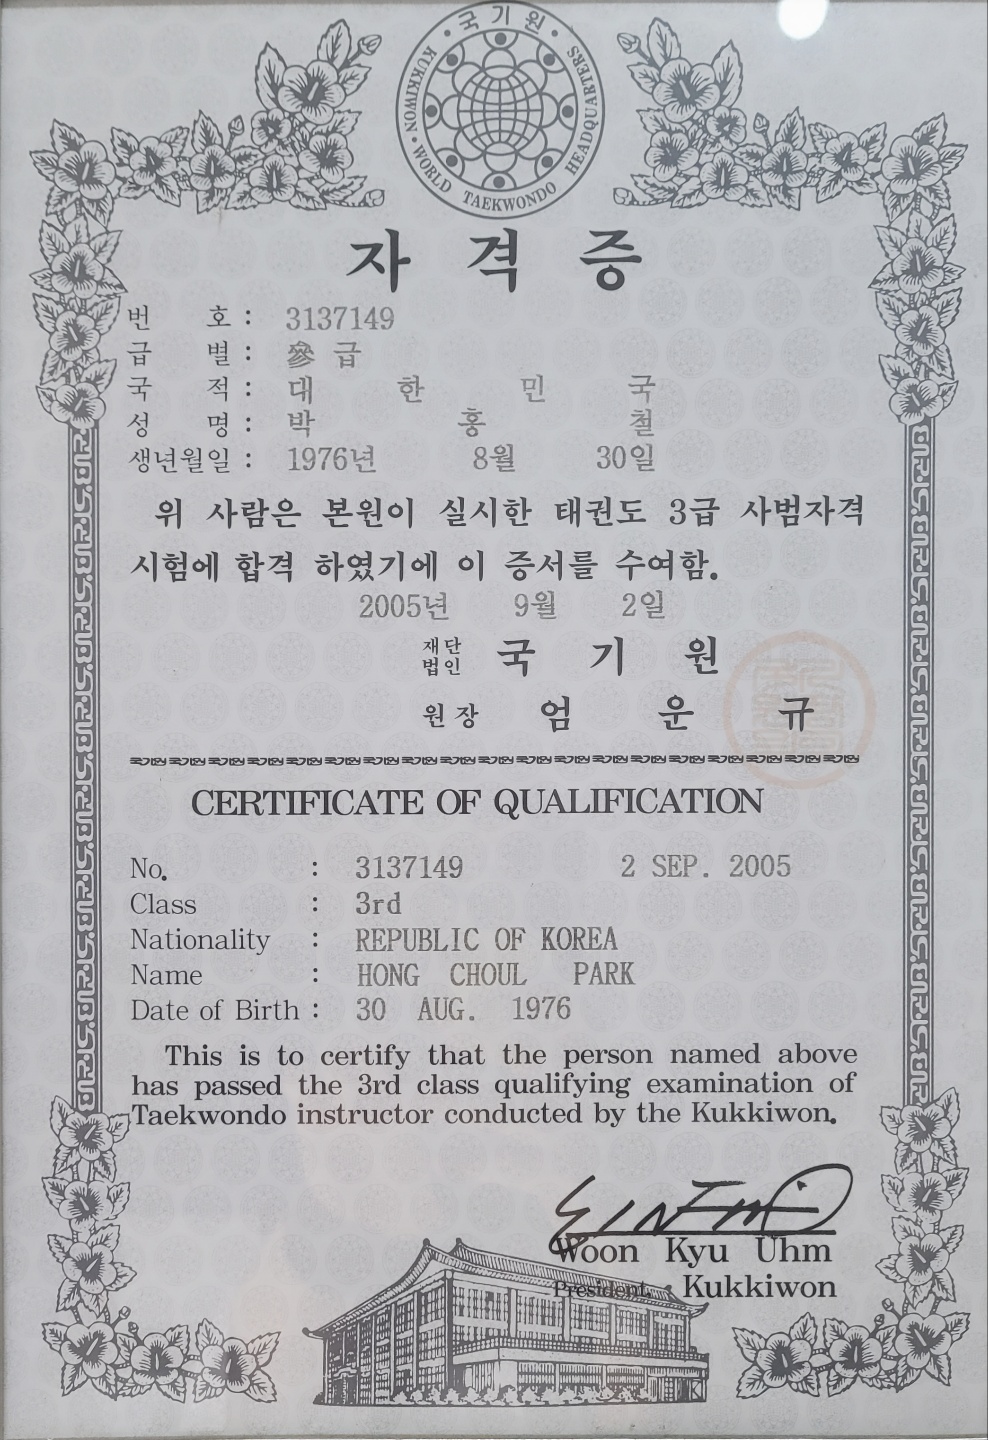 국기원
KUKKIWON · WORLD TAEKWONDO HEADQUARTERS
자 격 증
번 호 : 3137149
급 별 : 參 급
국 적 : 대 한 민 국
성 명 : 박 홍 철
생년월일 : 1976년 8월 30일
위 사람은 본원이 실시한 태권도 3급 사범자격
시험에 합격 하였기에 이 증서를 수여함.
2005년 9월 2일
재단법인 국 기 원
원장 엄 운 규
CERTIFICATE OF QUALIFICATION
No. : 3137149 2 SEP. 2005
Class : 3rd
Nationality : REPUBLIC OF KOREA
Name : HONG CHOUL PARK
Date of Birth : 30 AUG. 1976
This is to certify that the person named above
has passed the 3rd class qualifying examination of
Taekwondo instructor conducted by the Kukkiwon.
Woon Kyu Uhm
President, Kukkiwon